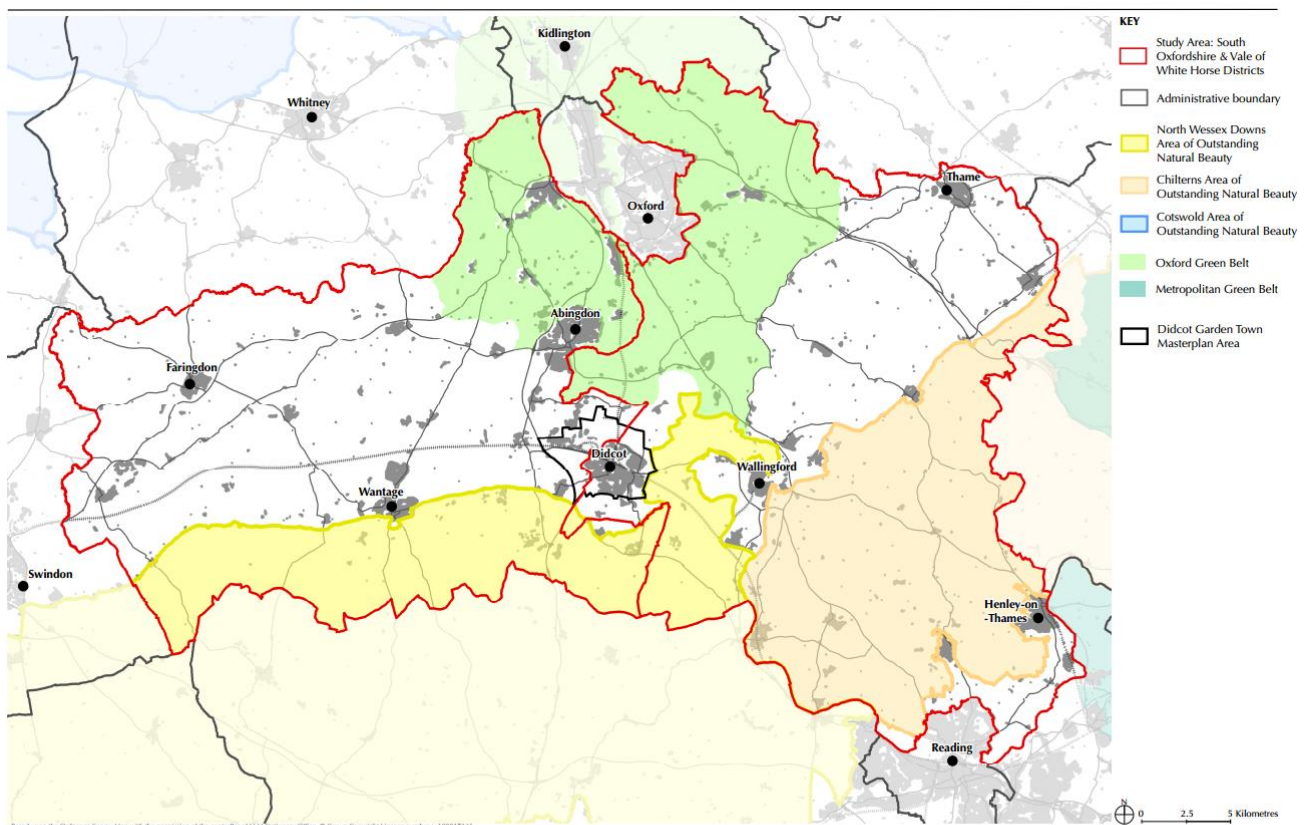 Kidlington
Whitney
Oxford
Thame
Abingdon
Faringdon
Didcot
Wallingford
Wantage
Swindon
Henley-on
-Thames
Reading
KEY
Study Area: South
Oxfordshire & Vale of
White Horse Districts
Administrative boundary
North Wessex Downs
Area of Outstanding
Natural Beauty
Chilterns Area of
Outstanding Natural Beauty
Cotswold Area of
Outstanding Natural Beauty
Oxford Green Belt
Metropolitan Green Belt
Didcot Garden Town
Masterplan Area
N
0 2.5 5 Kilometres